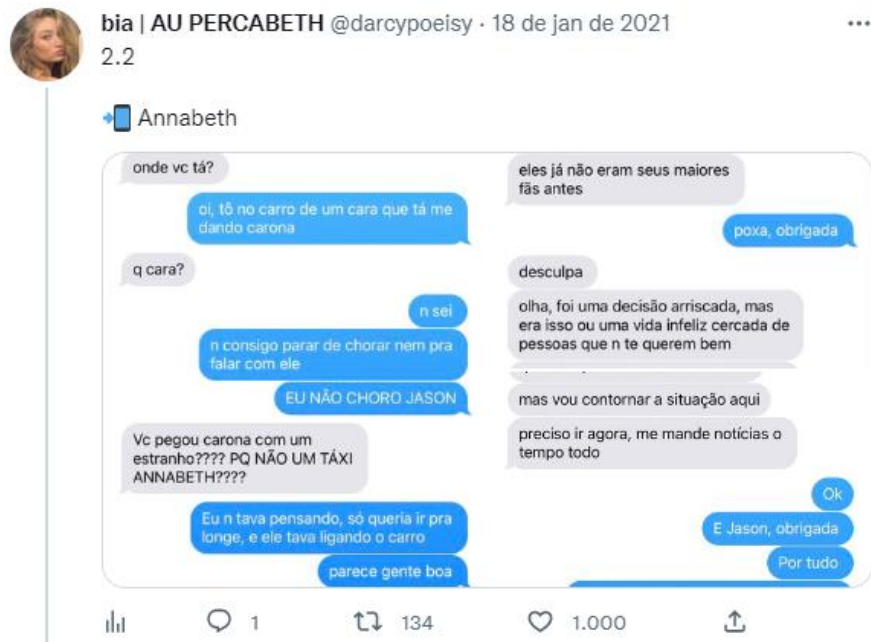 bia | AU PERCABETH @darcypoeisy · 18 de jan de 2021
2.2
Annabeth
onde vc tá?
oi, tô no carro de um cara que tá me
dando carona
q cara?
n sei
n consigo parar de chorar nem pra
falar com ele
EU NÃO CHORO JASON
Vc pegou carona com um
estranho???? PQ NÃO UM TÁXI
ANNABETH????
Eu n tava pensando, só queria ir pra
longe, e ele tava ligando o carro
parece gente boa
eles já não eram seus maiores
fãs antes
poxa, obrigada
desculpa
olha, foi uma decisão arriscada, mas
era isso ou uma vida infeliz cercada de
pessoas que n te querem bem
mas vou contornar a situação aqui
preciso ir agora, me mande notícias o
tempo todo
Ok
E Jason, obrigada
Por tudo
1
134
1.000